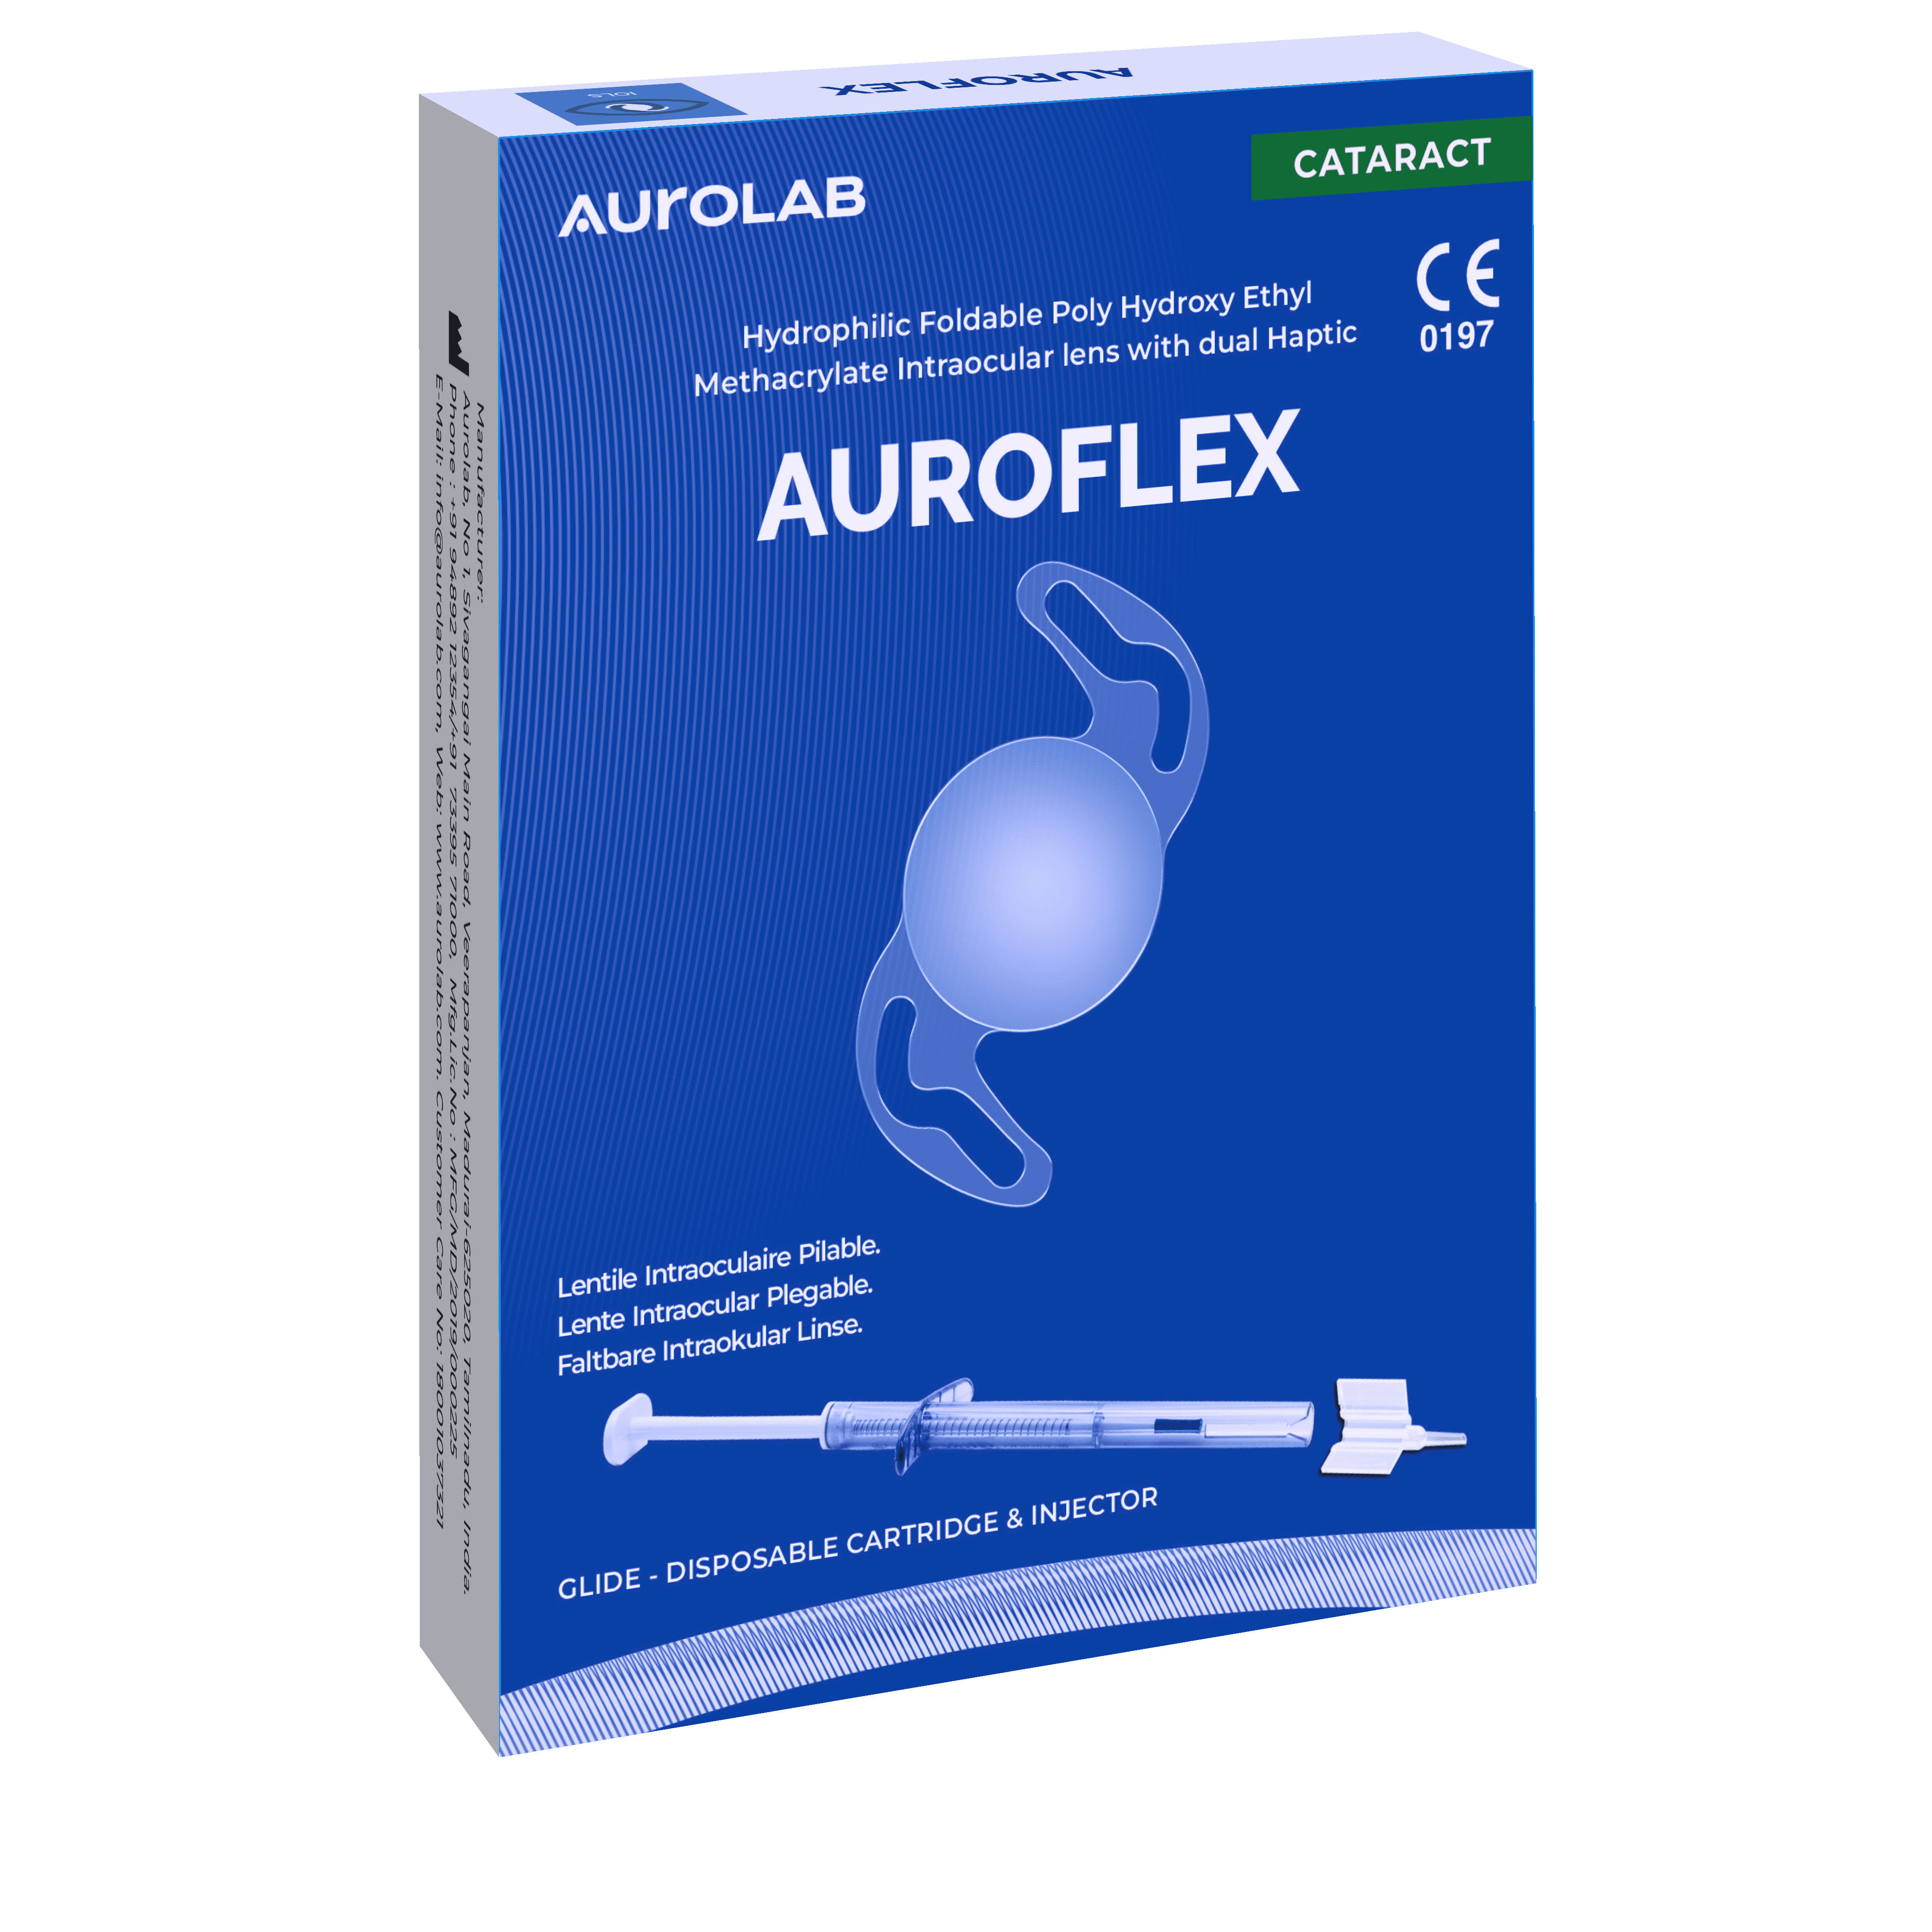 IOLS
AUROFLEX
AUROLAB
CATARACT
CE
0197
Hydrophilic Foldable Poly Hydroxy Ethyl
Methacrylate Intraocular lens with dual Haptic
AUROFLEX
Lentile Intraoculaire Pilable.
Lente Intraocular Plegable.
Faltbare Intraokular Linse.
GLIDE - DISPOSABLE CARTRIDGE & INJECTOR
Manufacturer:
Aurolab, No 1, Sivagangai Main Road, Veerapanjan, Madurai-625020, Tamilnadu, India.
Phone : +91 94892 12354/+91 73395 71000, Mfg.Lic.No : MFG/MD/2019/000225
E-Mail: info@aurolab.com, Web: www.aurolab.com. Customer Care No.: 18001037321